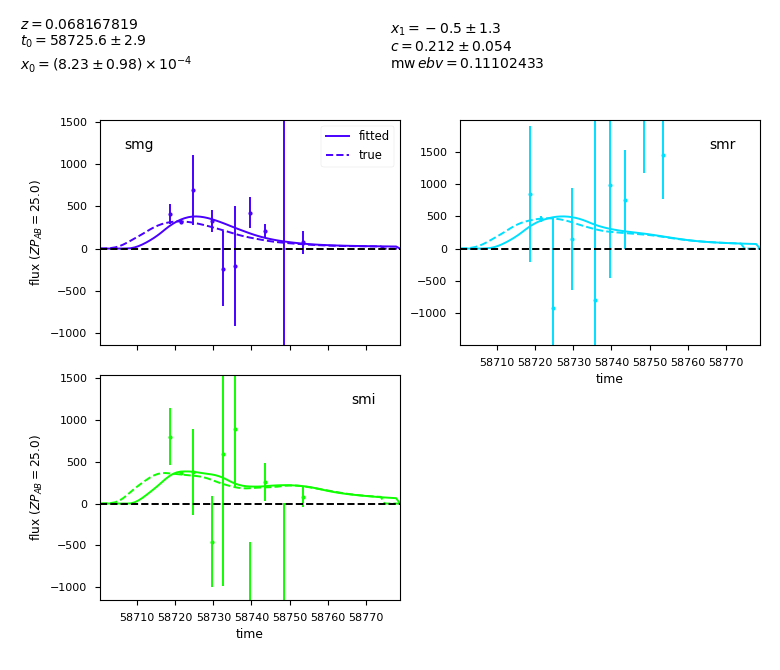 z = 0.068167819
t₀ = 58725.6 ± 2.9
x₀ = (8.23 ± 0.98) × 10⁻⁴
x₁ = −0.5 ± 1.3
c = 0.212 ± 0.054
mw ebv = 0.11102433
smg
fitted
true
1500
1000
500
0
−500
−1000
flux (ZP_AB = 25.0)
smr
1500
1000
500
0
−500
−1000
58710 58720 58730 58740 58750 58760 58770
time
smi
1500
1000
500
0
−500
−1000
flux (ZP_AB = 25.0)
58710 58720 58730 58740 58750 58760 58770
time